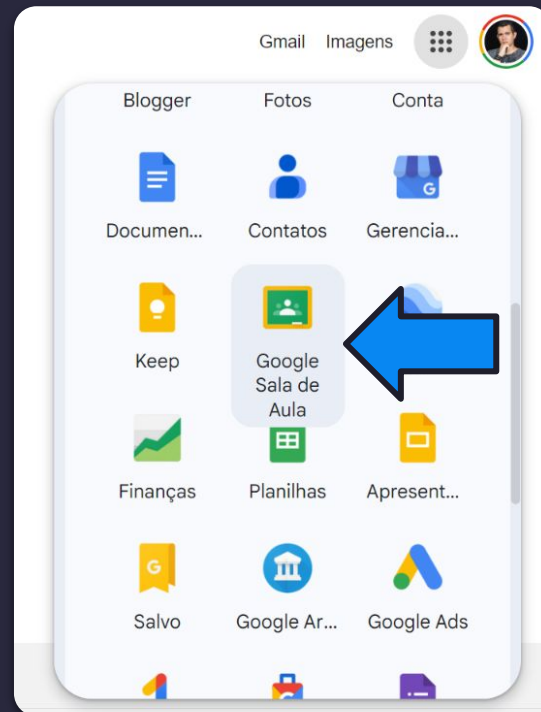 Gmail Imagens
Blogger Fotos Conta
G
Documen... Contatos Gerencia...
Keep Google
Sala de
Aula
Finanças Planilhas Apresent...
G
Salvo Google Ar... Google Ads